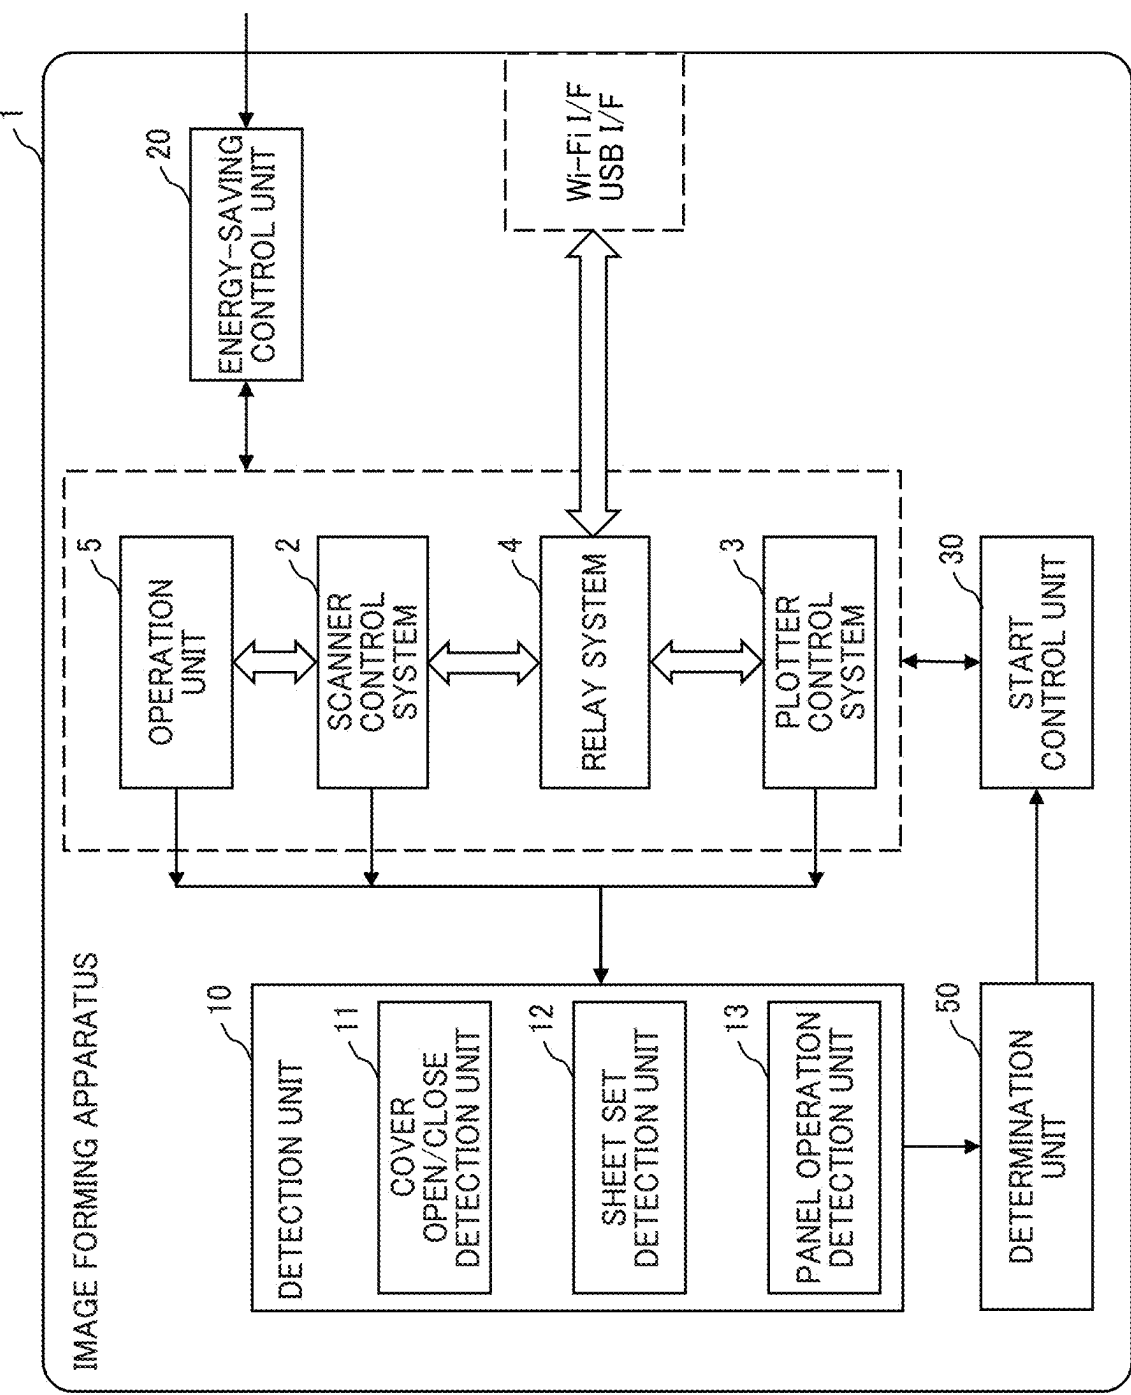 1
IMAGE FORMING APPARATUS
10
DETECTION UNIT
11
COVER
OPEN/CLOSE
DETECTION UNIT
12
SHEET SET
DETECTION UNIT
13
PANEL OPERATION
DETECTION UNIT
50
DETERMINATION
UNIT
5
OPERATION
UNIT
2
SCANNER
CONTROL
SYSTEM
4
RELAY SYSTEM
3
PLOTTER
CONTROL
SYSTEM
30
START
CONTROL UNIT
20
ENERGY-SAVING
CONTROL UNIT
Wi-Fi I/F
USB I/F